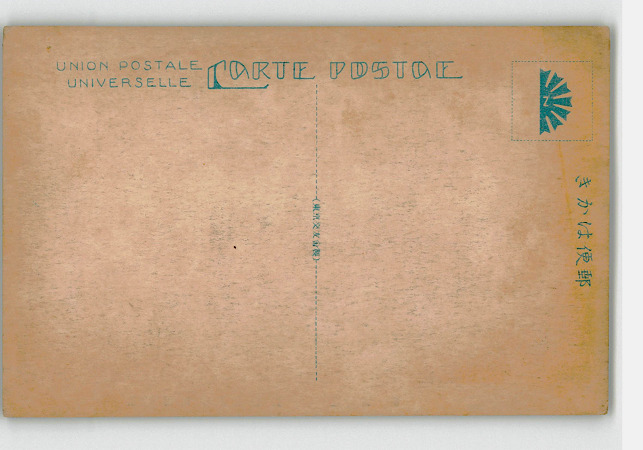 UNION POSTALE
UNIVERSELLE
CARTE POSTALE
きかは便郵